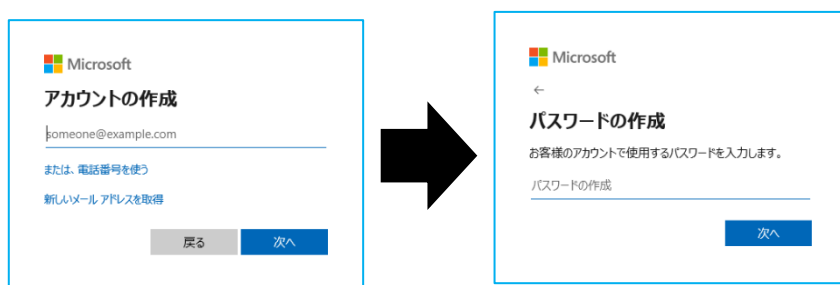 Microsoft
アカウントの作成
someone@example.com
または、電話番号を使う
新しいメール アドレスを取得
戻る
次へ
Microsoft
←
パスワードの作成
お客様のアカウントで使用するパスワードを入力します。
パスワードの作成
次へ